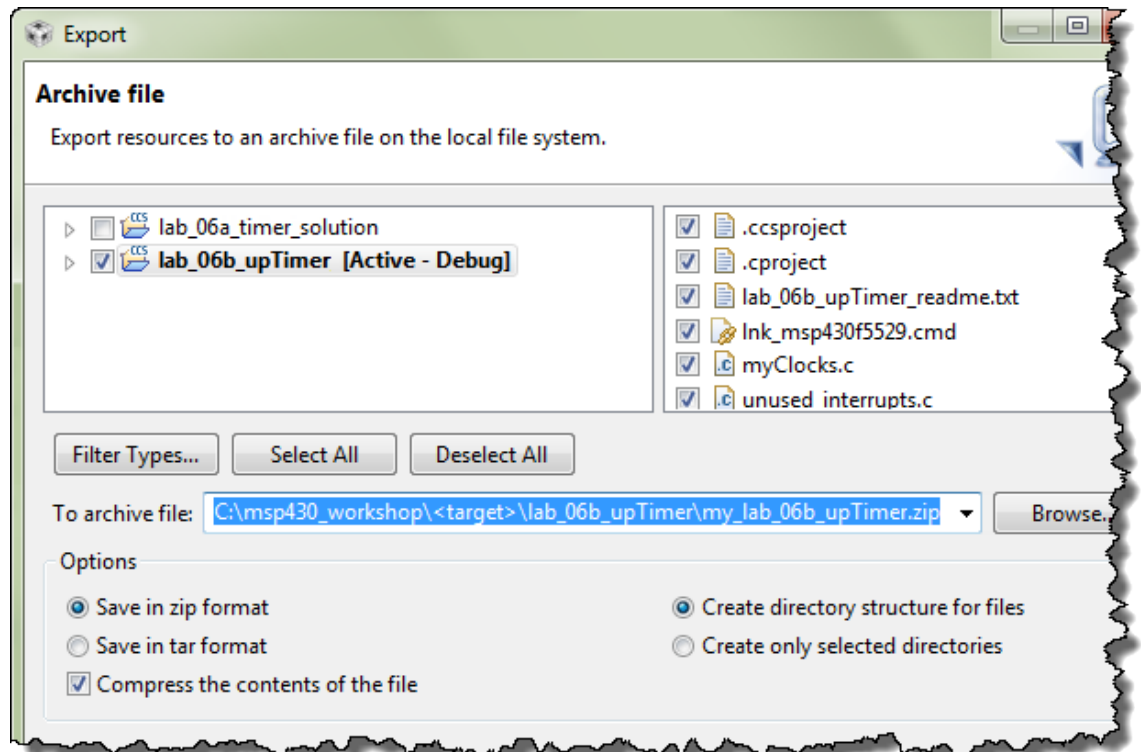 Export
Archive file
Export resources to an archive file on the local file system.
CCS lab_06a_timer_solution
CCS lab_06b_upTimer [Active - Debug]
.ccsproject
.cproject
lab_06b_upTimer_readme.txt
lnk_msp430f5529.cmd
.c myClocks.c
.c unused_interrupts.c
Filter Types... Select All Deselect All
To archive file: C:\msp430_workshop\<target>\lab_06b_upTimer\my_lab_06b_upTimer.zip Browse..
Options
Save in zip format Create directory structure for files
Save in tar format Create only selected directories
Compress the contents of the file